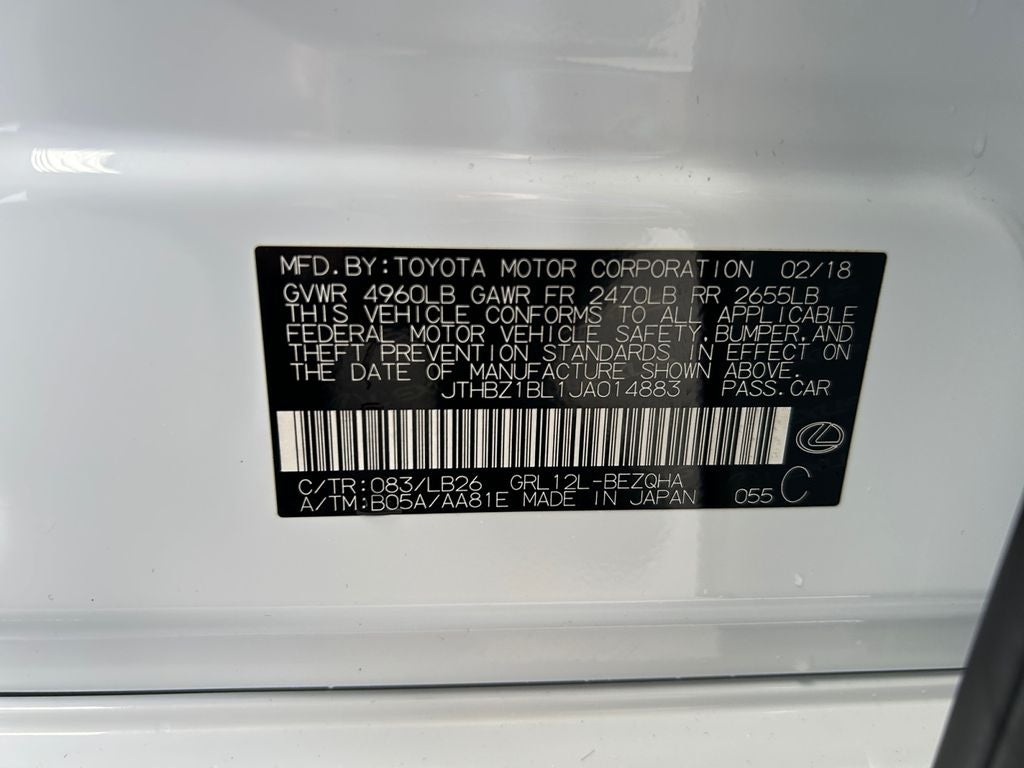 MFD.BY:TOYOTA MOTOR CORPORATION 02/18
GVWR 4960LB GAWR FR 2470LB RR 2655LB
THIS VEHICLE CONFORMS TO ALL APPLICABLE
FEDERAL MOTOR VEHICLE SAFETY,BUMPER,AND
THEFT PREVENTION STANDARDS IN EFFECT ON
THE DATE OF MANUFACTURE SHOWN ABOVE.
JTHBZ1BL1JA014883 PASS.CAR
C/TR:083/LB26 GRL12L-BEZQHA
A/TM:B05A/AA81E MADE IN JAPAN 055 C